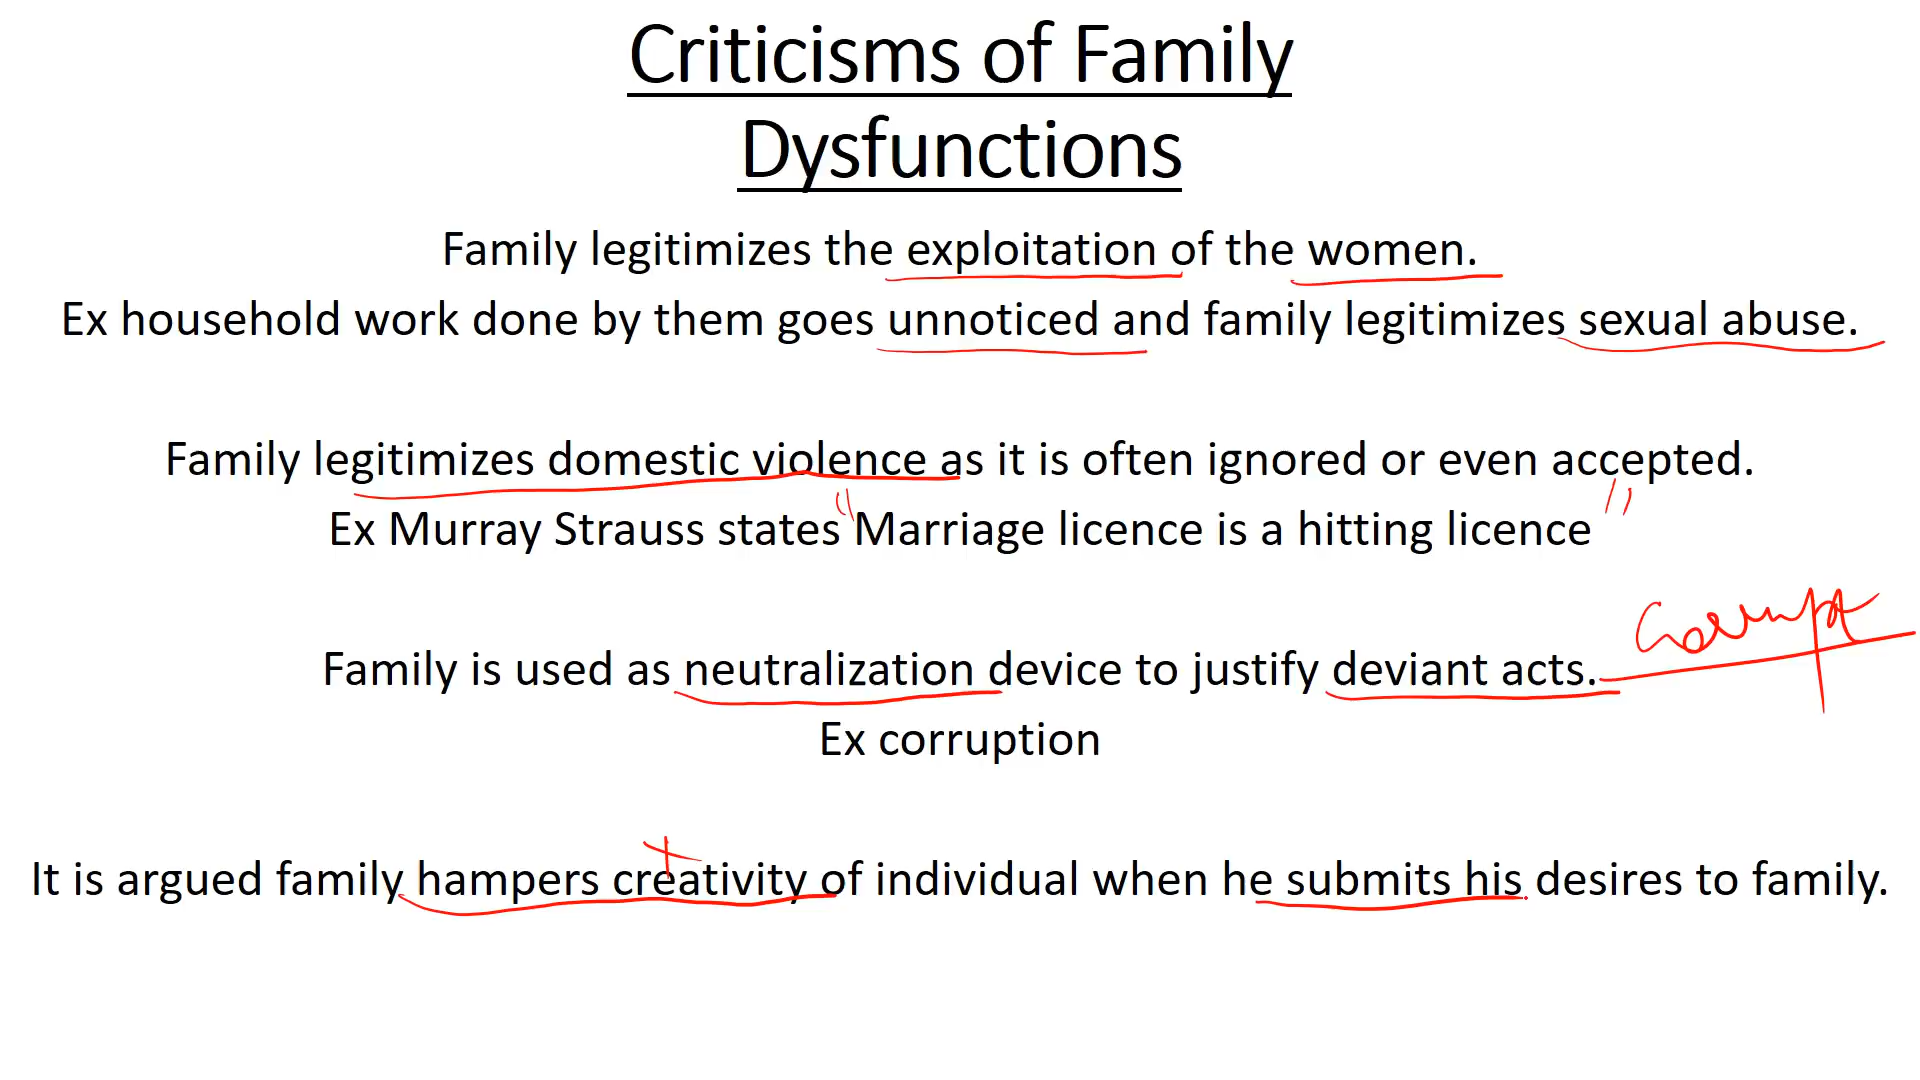 Criticisms of Family
Dysfunctions
Family legitimizes the exploitation of the women.
Ex household work done by them goes unnoticed and family legitimizes sexual abuse.
Family legitimizes domestic violence as it is often ignored or even accepted.
Ex Murray Strauss states "Marriage licence is a hitting licence"
Corrupt
Family is used as neutralization device to justify deviant acts.
Ex corruption
It is argued family hampers creativity of individual when he submits his desires to family.